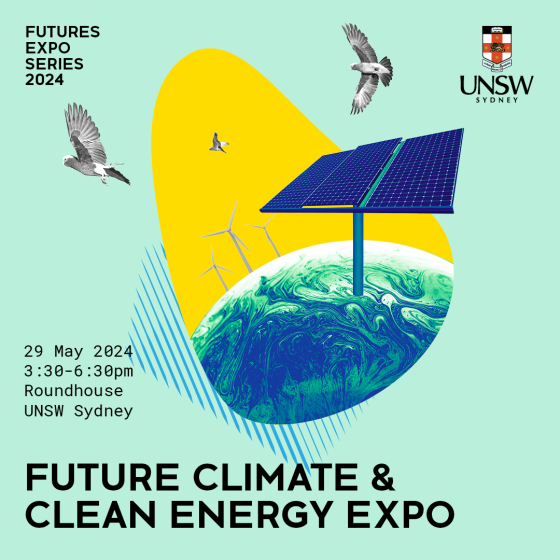 FUTURES
EXPO
SERIES
2024
UNSW
SYDNEY
29 May 2024
3:30-6:30pm
Roundhouse
UNSW Sydney
FUTURE CLIMATE &
CLEAN ENERGY EXPO